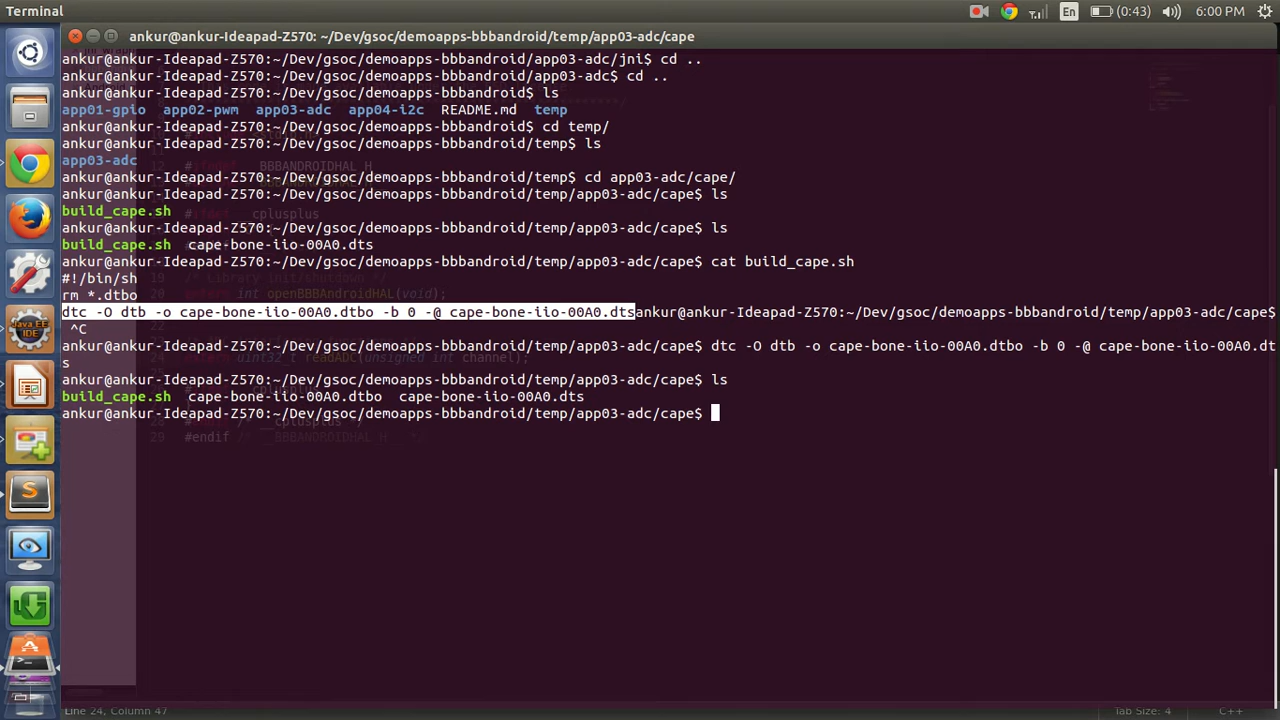 Terminal
En
(0:43)
6:00 PM
ankur@ankur-Ideapad-Z570: ~/Dev/gsoc/demoapps-bbbandroid/temp/app03-adc/cape
ankur@ankur-Ideapad-Z570:~/Dev/gsoc/demoapps-bbbandroid/app03-adc/jni$ cd ..
ankur@ankur-Ideapad-Z570:~/Dev/gsoc/demoapps-bbbandroid/app03-adc$ cd ..
ankur@ankur-Ideapad-Z570:~/Dev/gsoc/demoapps-bbbandroid$ ls
app01-gpio  app02-pwm  app03-adc  app04-i2c  README.md  temp
ankur@ankur-Ideapad-Z570:~/Dev/gsoc/demoapps-bbbandroid$ cd temp/
ankur@ankur-Ideapad-Z570:~/Dev/gsoc/demoapps-bbbandroid/temp$ ls
app03-adc
ankur@ankur-Ideapad-Z570:~/Dev/gsoc/demoapps-bbbandroid/temp$ cd app03-adc/cape/
ankur@ankur-Ideapad-Z570:~/Dev/gsoc/demoapps-bbbandroid/temp/app03-adc/cape$ ls
build_cape.sh
ankur@ankur-Ideapad-Z570:~/Dev/gsoc/demoapps-bbbandroid/temp/app03-adc/cape$ ls
build_cape.sh  cape-bone-iio-00A0.dts
ankur@ankur-Ideapad-Z570:~/Dev/gsoc/demoapps-bbbandroid/temp/app03-adc/cape$ cat build_cape.sh
#!/bin/sh
rm *.dtbo
dtc -O dtb -o cape-bone-iio-00A0.dtbo -b 0 -@ cape-bone-iio-00A0.dtsankur@ankur-Ideapad-Z570:~/Dev/gsoc/demoapps-bbbandroid/temp/app03-adc/cape$
^C
ankur@ankur-Ideapad-Z570:~/Dev/gsoc/demoapps-bbbandroid/temp/app03-adc/cape$ dtc -O dtb -o cape-bone-iio-00A0.dtbo -b 0 -@ cape-bone-iio-00A0.dt
s
ankur@ankur-Ideapad-Z570:~/Dev/gsoc/demoapps-bbbandroid/temp/app03-adc/cape$ ls
build_cape.sh  cape-bone-iio-00A0.dtbo  cape-bone-iio-00A0.dts
ankur@ankur-Ideapad-Z570:~/Dev/gsoc/demoapps-bbbandroid/temp/app03-adc/cape$
29 #endif /* __BBBANDROIDHAL_H__ */
Line 24, Column 47
Tab Size: 4
C++
Java EE
IDE